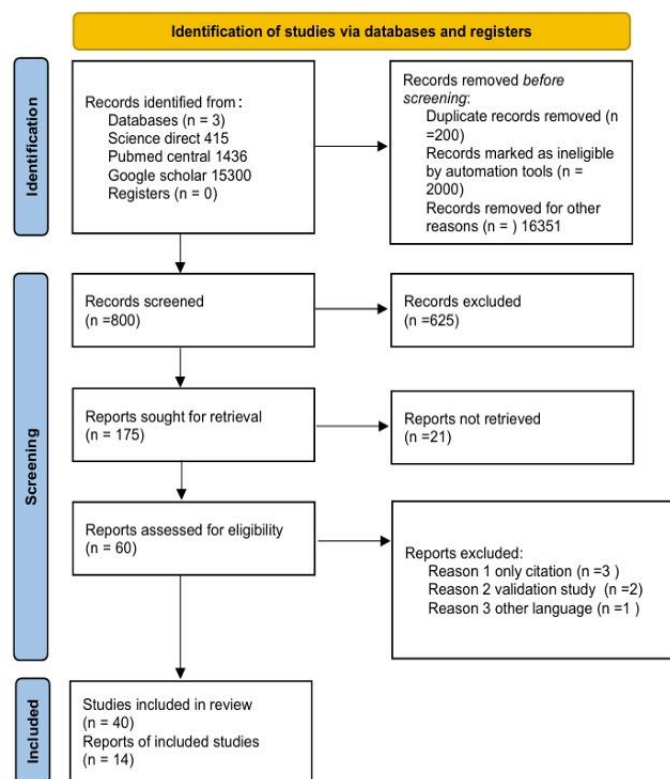 Identification of studies via databases and registers
Identification
Records identified from:
Databases (n = 3)
Science direct 415
Pubmed central 1436
Google scholar 15300
Registers (n = 0)
Records removed before
screening:
Duplicate records removed (n
=200)
Records marked as ineligible
by automation tools (n =
2000)
Records removed for other
reasons (n = ) 16351
Screening
Records screened
(n =800)
Records excluded
(n =625)
Reports sought for retrieval
(n = 175)
Reports not retrieved
(n =21)
Reports assessed for eligibility
(n = 60)
Reports excluded:
Reason 1 only citation (n =3 )
Reason 2 validation study (n =2)
Reason 3 other language (n =1 )
Included
Studies included in review
(n = 40)
Reports of included studies
(n = 14)